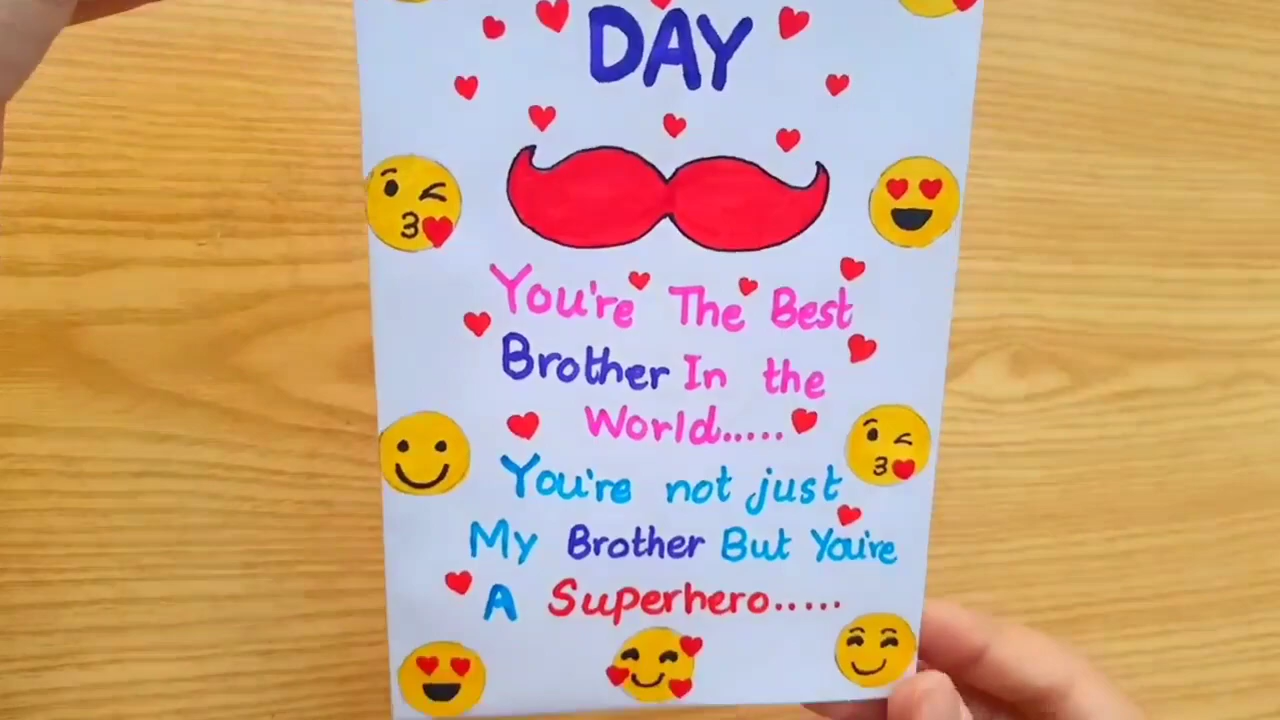 DAY
You're The Best
Brother In the
World.....
You're not just
My Brother But You're
A Superhero.....